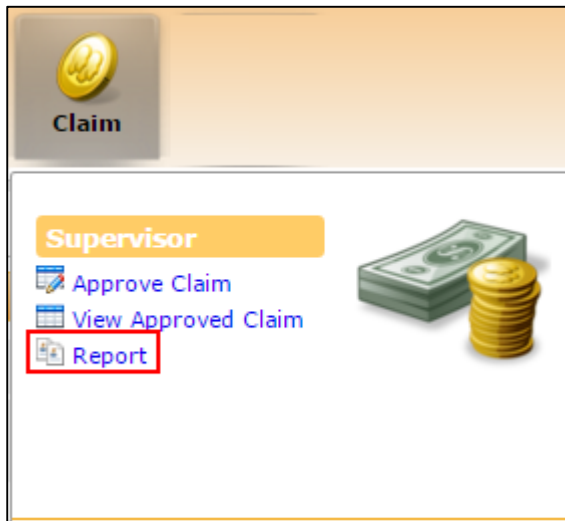 Claim
Supervisor
Approve Claim
View Approved Claim
Report